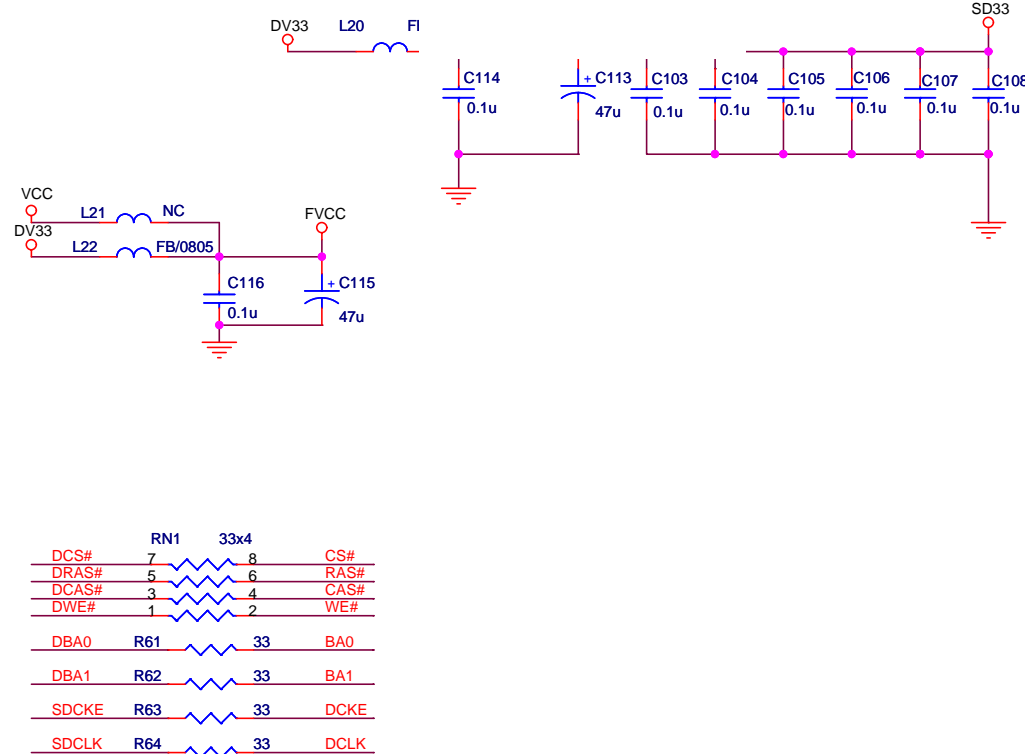 SD33
DV33 L20 FI
C114 + C113 C103 C104 C105 C106 C107 C108
0.1u 47u 0.1u 0.1u 0.1u 0.1u 0.1u 0.1u
VCC
L21 NC FVCC
DV33
L22 FB/0805
C116 + C115
0.1u 47u
RN1 33x4
DCS# 7 8 CS#
DRAS# 5 6 RAS#
DCAS# 3 4 CAS#
DWE# 1 2 WE#
DBA0 R61 33 BA0
DBA1 R62 33 BA1
SDCKE R63 33 DCKE
SDCLK R64 33 DCLK